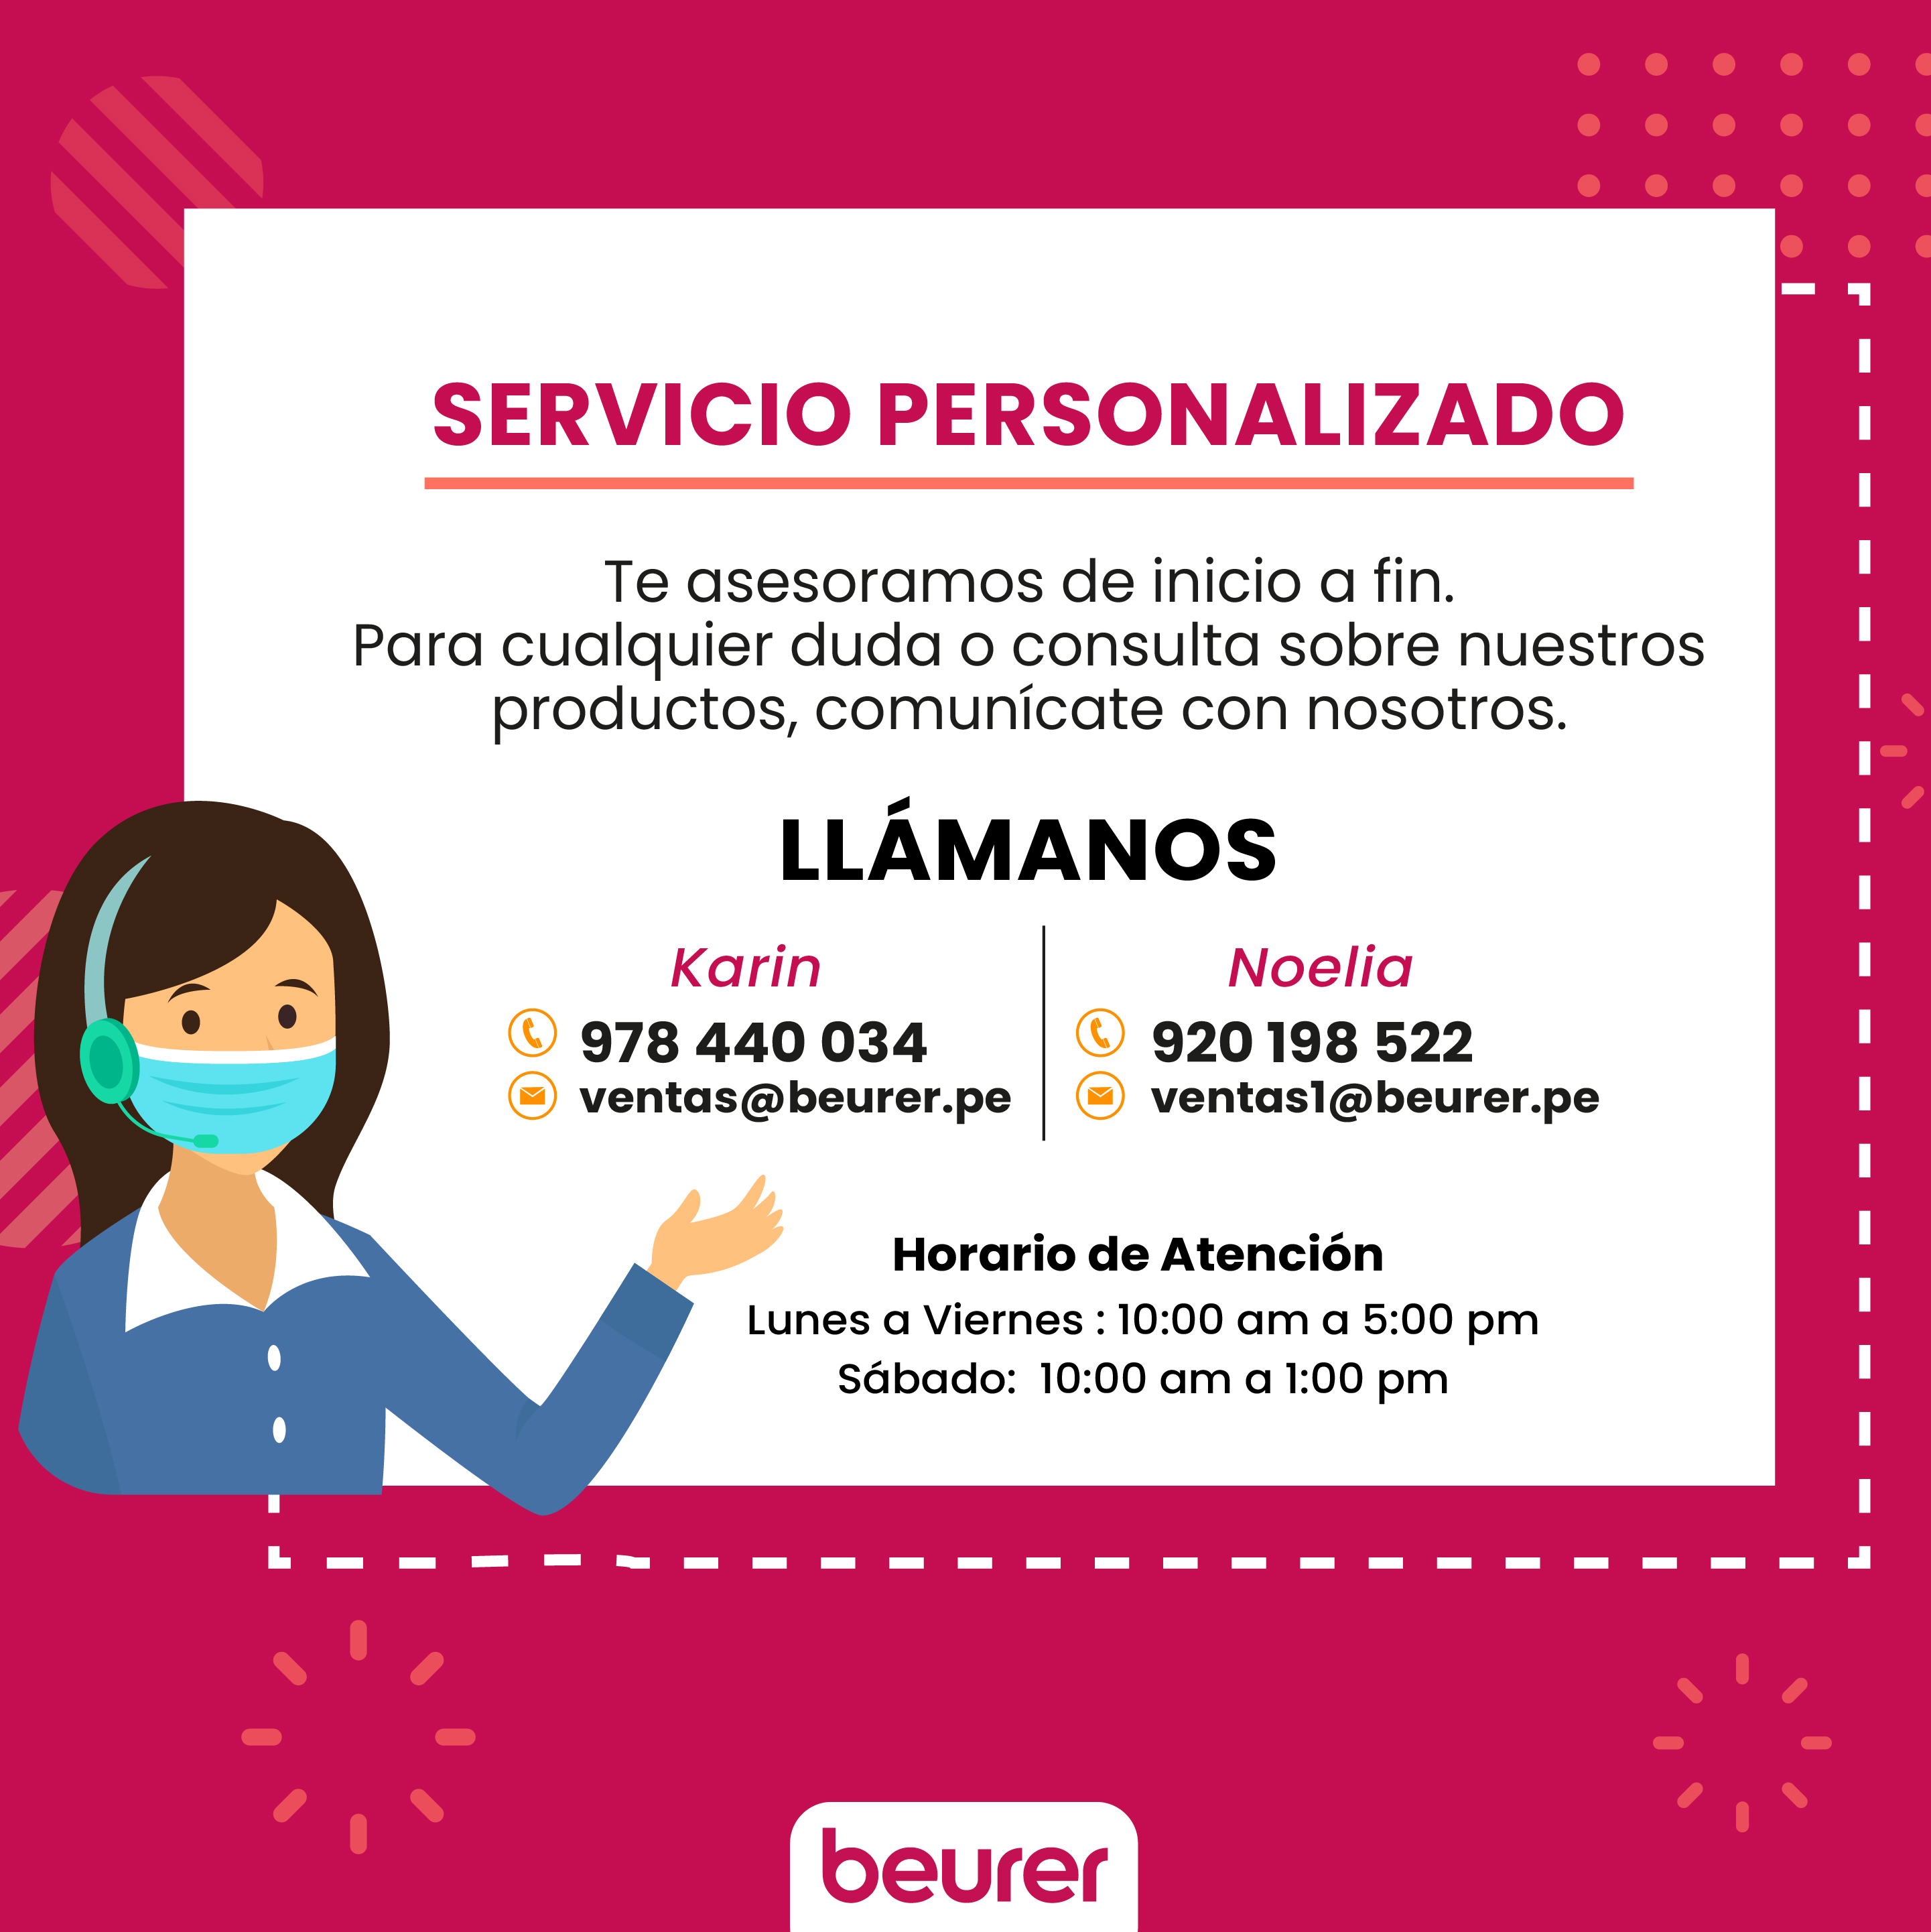 SERVICIO PERSONALIZADO
Te asesoramos de inicio a fin.
Para cualquier duda o consulta sobre nuestros
productos, comunícate con nosotros.
LLÁMANOS
Karin
978 440 034
ventas@beurer.pe
Noelia
920 198 522
ventas1@beurer.pe
Horario de Atención
Lunes a Viernes : 10:00 am a 5:00 pm
Sábado: 10:00 am a 1:00 pm
beurer